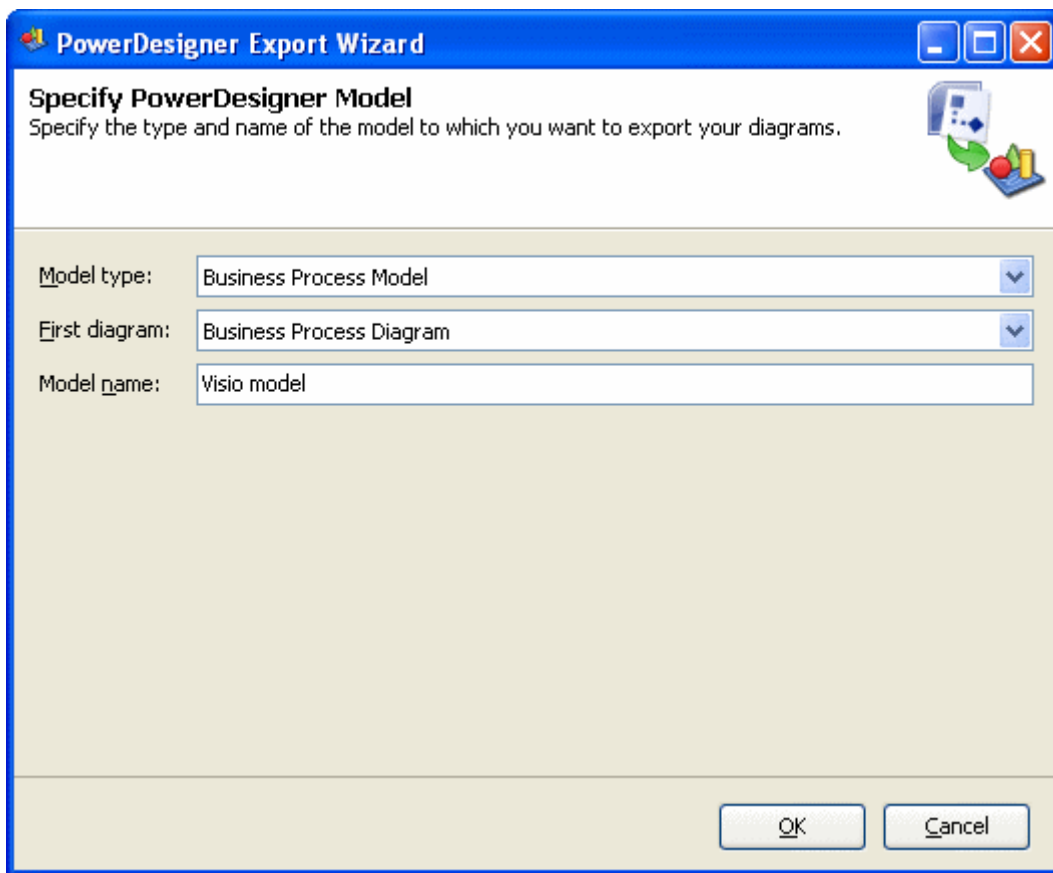 PowerDesigner Export Wizard
Specify PowerDesigner Model
Specify the type and name of the model to which you want to export your diagrams.
Model type: Business Process Model
First diagram: Business Process Diagram
Model name: Visio model
OK Cancel